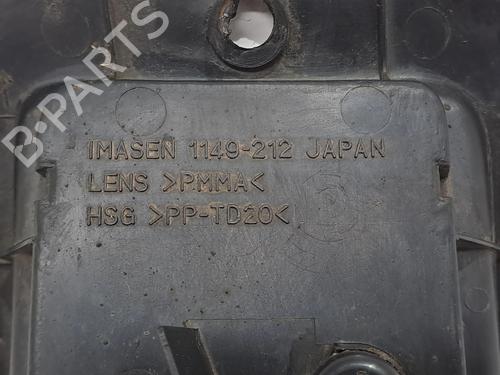 B-PARTS
IMASEN 1149-212 JAPAN
LENS >PMMA<
HSG >PP-TD20<